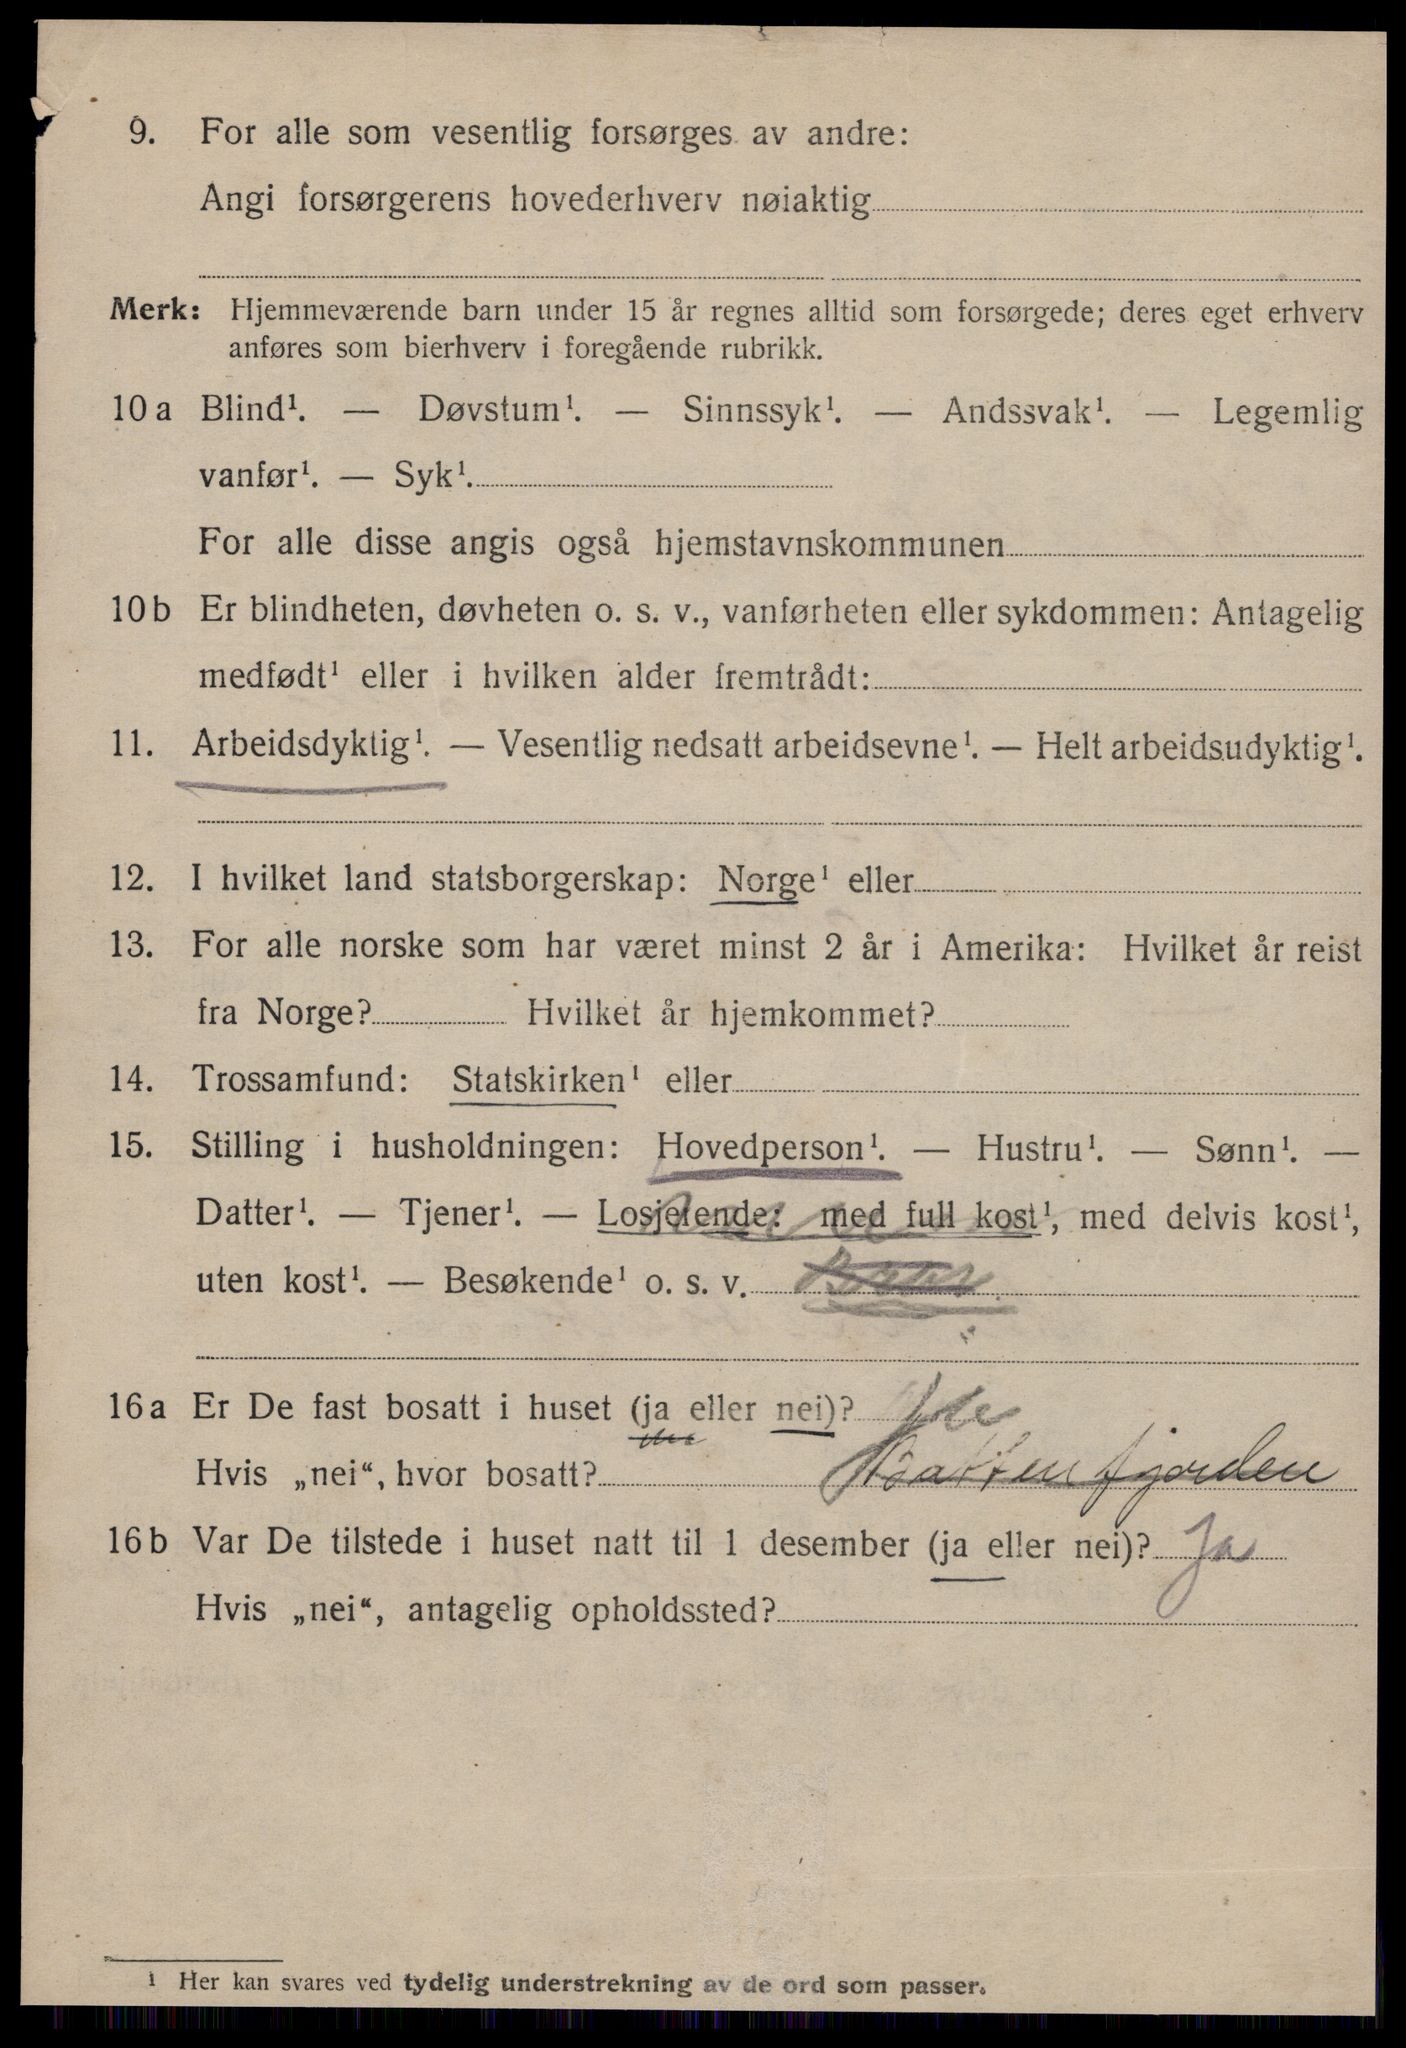 9. For alle som vesentlig forsørges av andre:
Angi forsørgerens hovederhverv nøiaktig
Merk: Hjemmeværende barn under 15 år regnes alltid som forsørgede; deres eget erhverv
anføres som bierhverv i foregående rubrikk.
10 a Blind¹. — Døvstum¹. — Sinnssyk¹. — Andssvak¹. — Legemlig
vanfør¹. — Syk¹.
For alle disse angis også hjemstavnskommunen
10 b Er blindheten, døvheten o. s. v., vanførheten eller sykdommen: Antagelig
medfødt¹ eller i hvilken alder fremtrådt:
11. Arbeidsdyktig¹. — Vesentlig nedsatt arbeidsevne¹. — Helt arbeidsudyktig¹.
12. I hvilket land statsborgerskap: Norge¹ eller
13. For alle norske som har været minst 2 år i Amerika: Hvilket år reist
fra Norge? Hvilket år hjemkommet?
14. Trossamfund: Statskirken¹ eller
15. Stilling i husholdningen: Hovedperson¹. — Hustru¹. — Sønn¹. —
Datter¹. — Tjener¹. — Losjerende: med full kost¹, med delvis kost¹,
uten kost¹. — Besøkende¹ o. s. v.
16 a Er De fast bosatt i huset (ja eller nei)?
Hvis „nei“, hvor bosatt? Battenfjorden
16 b Var De tilstede i huset natt til 1 desember (ja eller nei)? Ja
Hvis „nei“, antagelig opholdssted?
¹ Her kan svares ved tydelig understrekning av de ord som passer.